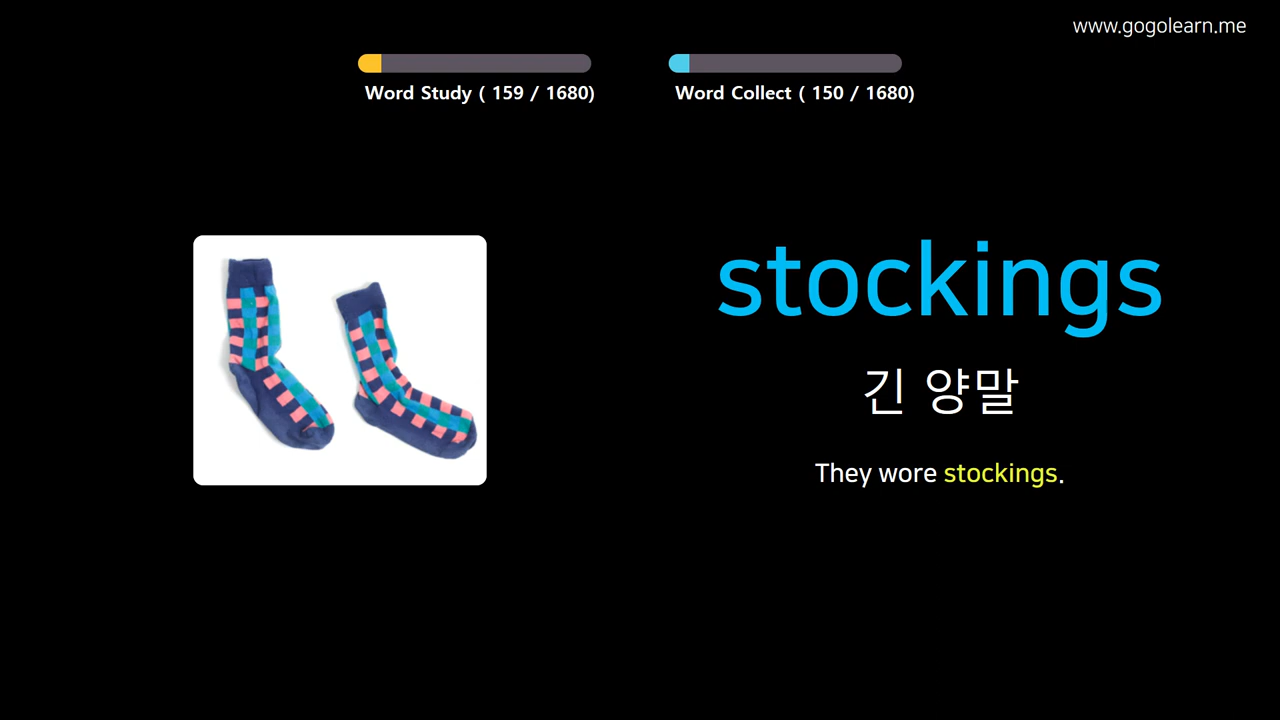 www.gogolearn.me
Word Study ( 159 / 1680)
Word Collect ( 150 / 1680)
stockings
긴 양말
They wore stockings.